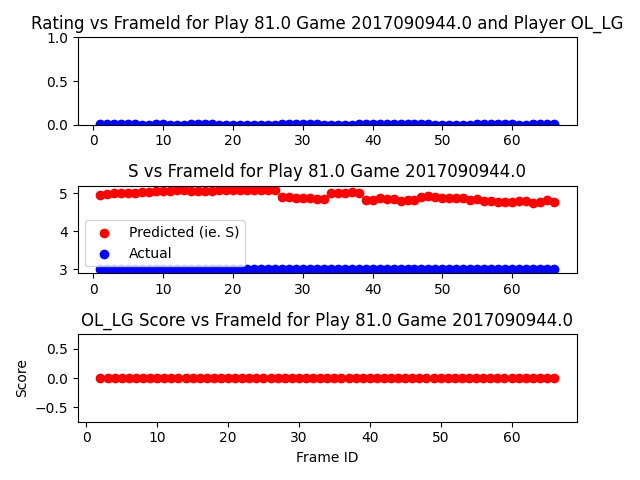 Rating vs FrameId for Play 81.0 Game 2017090944.0 and Player OL_LG
1.0
0.5
0.0
0 10 20 30 40 50 60
S vs FrameId for Play 81.0 Game 2017090944.0
5
4
3
Predicted (ie. S)
Actual
0 10 20 30 40 50 60
OL_LG Score vs FrameId for Play 81.0 Game 2017090944.0
Score
0.5
0.0
−0.5
0 10 20 30 40 50 60
Frame ID